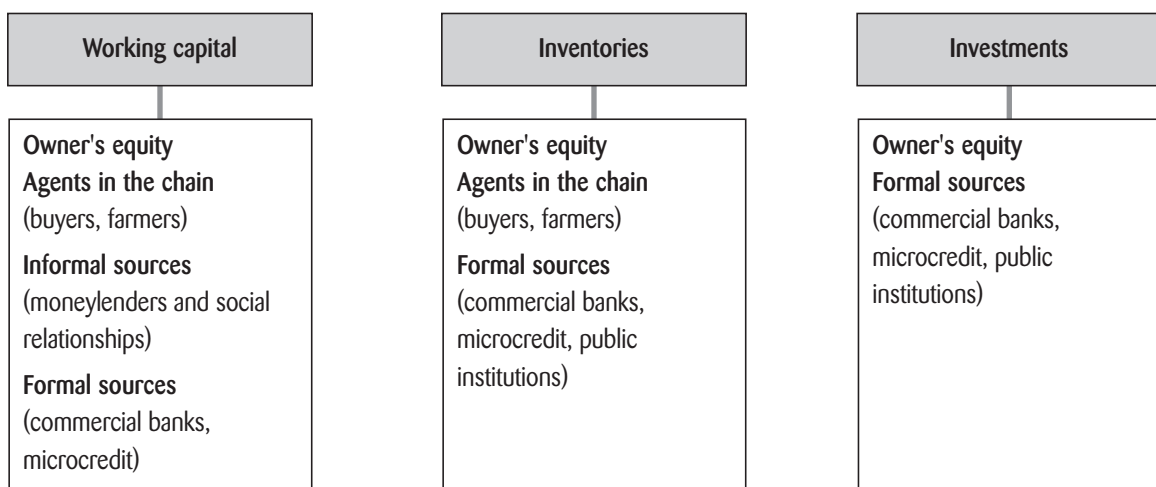 Working capital
Owner's equity
Agents in the chain
(buyers, farmers)
Informal sources
(moneylenders and social
relationships)
Formal sources
(commercial banks,
microcredit)
Inventories
Owner's equity
Agents in the chain
(buyers, farmers)
Formal sources
(commercial banks,
microcredit, public
institutions)
Investments
Owner's equity
Formal sources
(commercial banks,
microcredit, public
institutions)